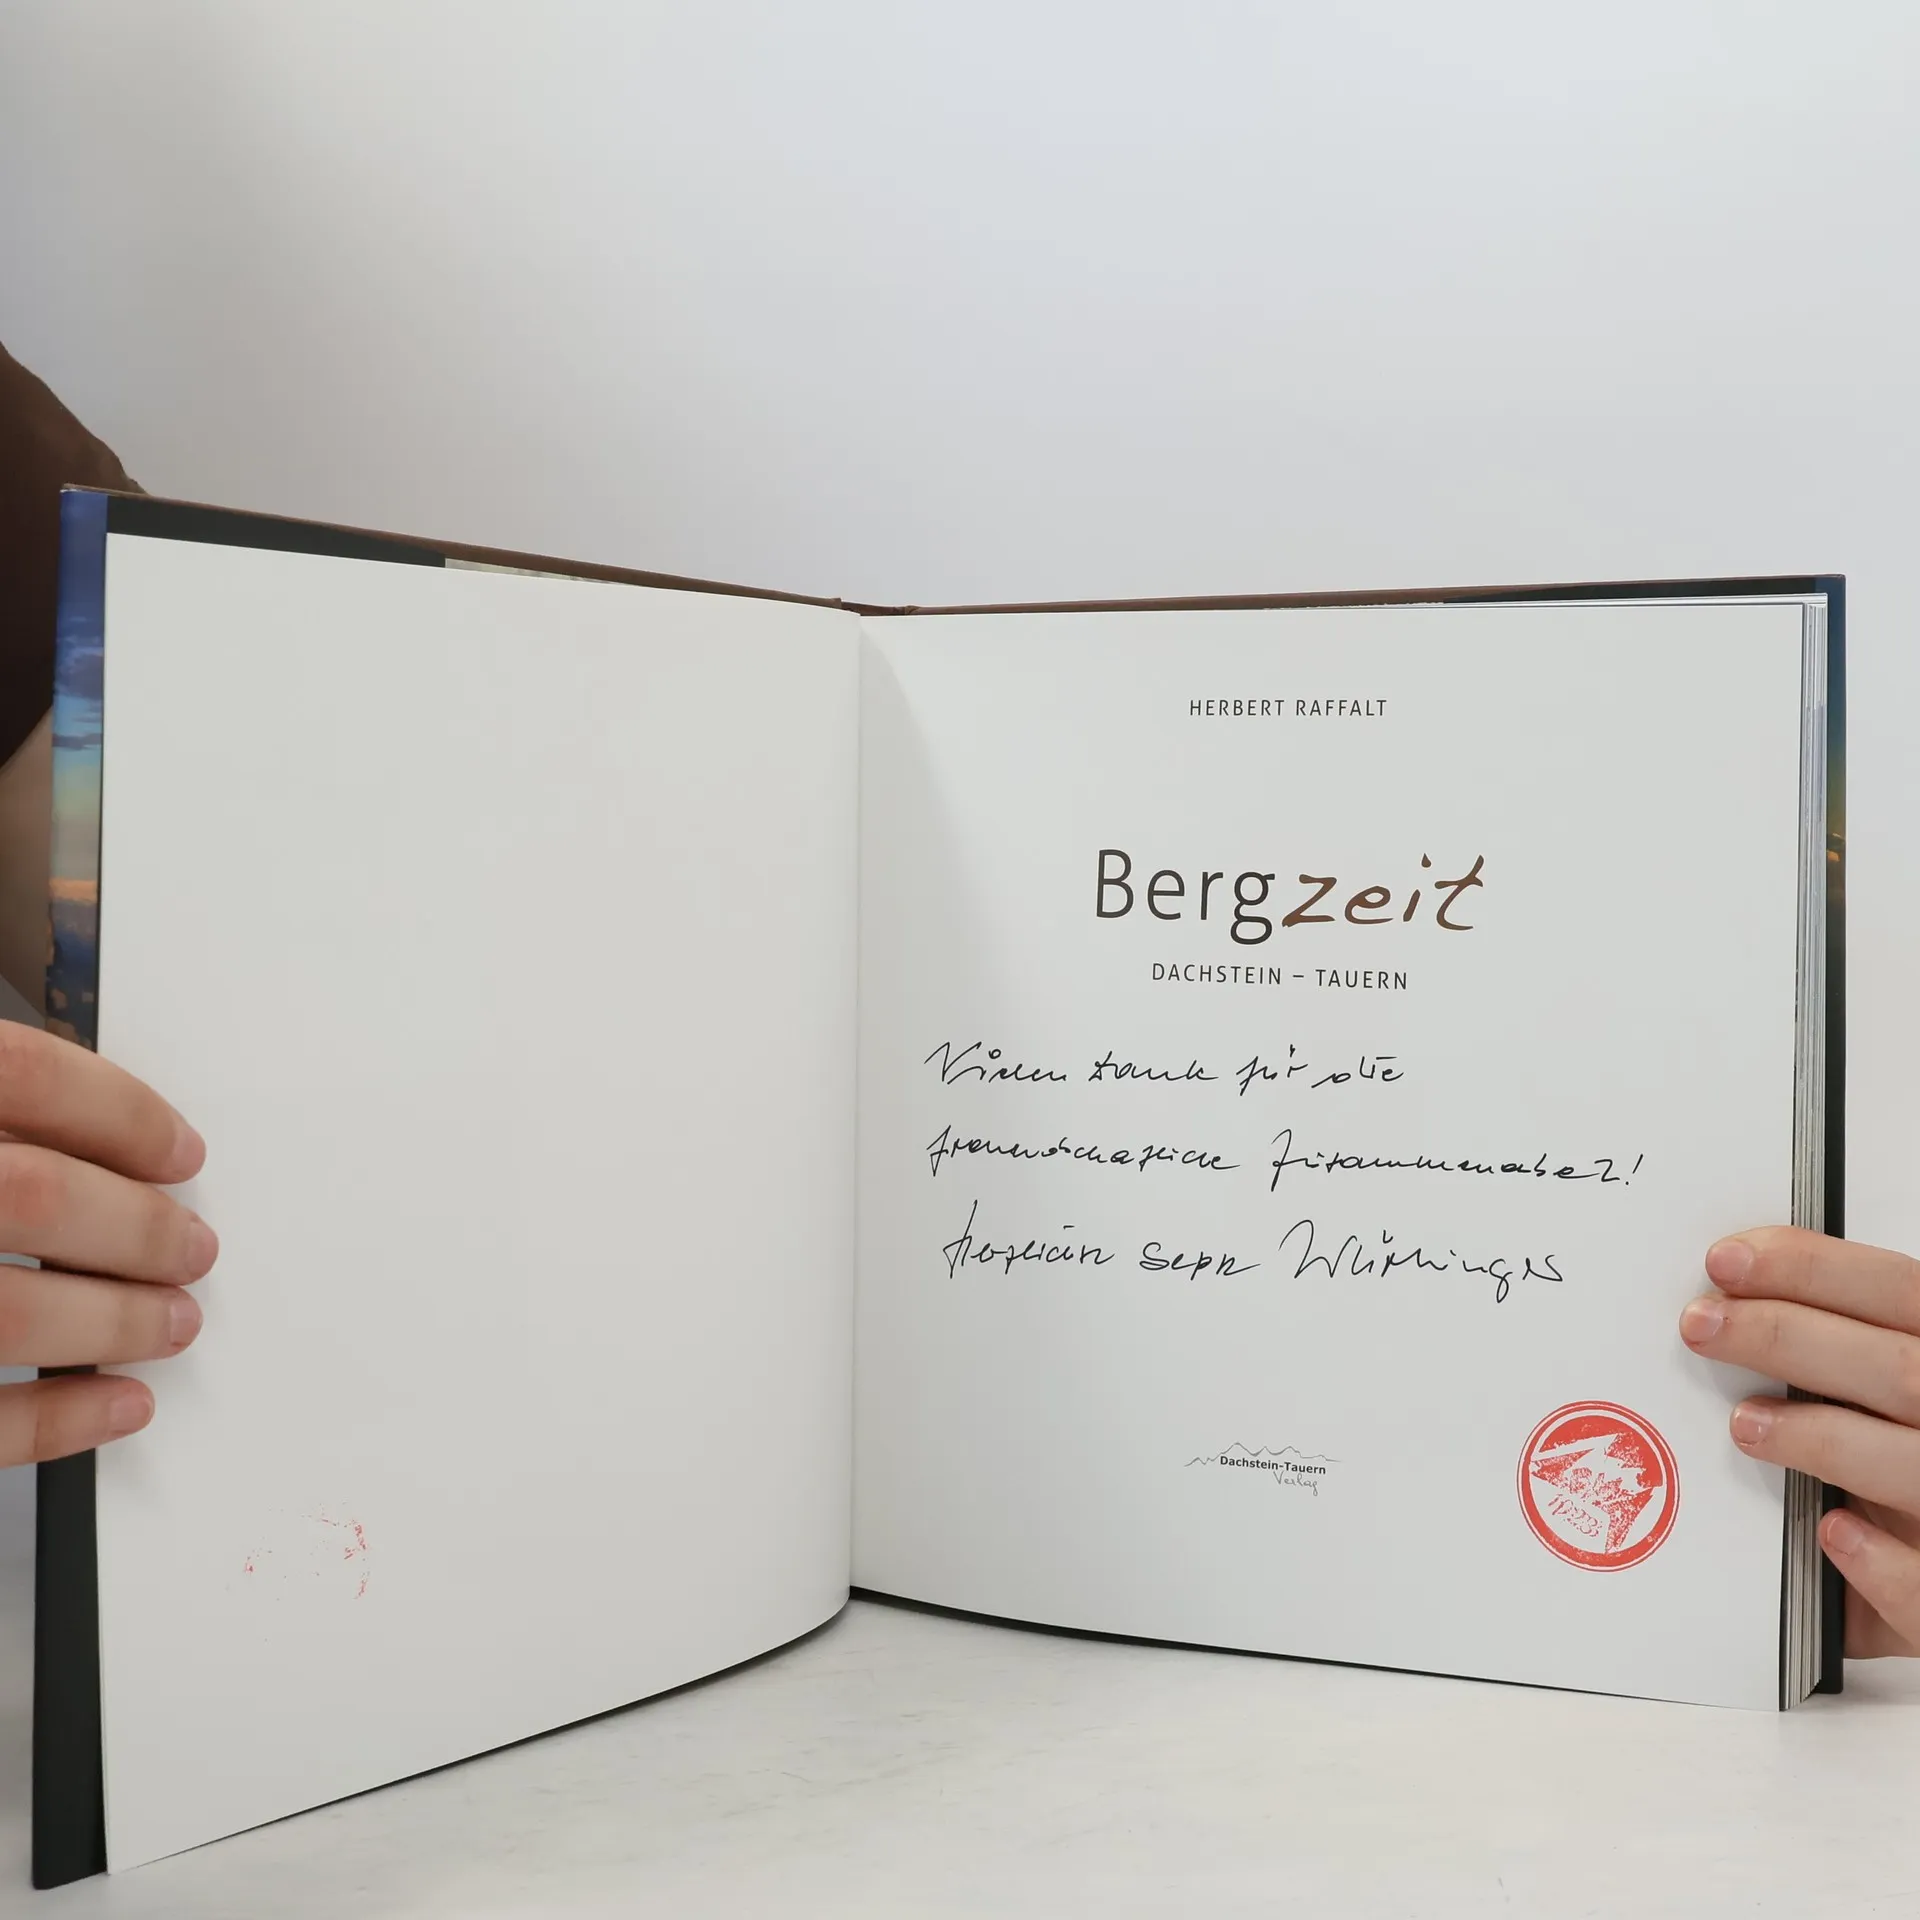 HERBERT RAFFALT
Bergzeit
DACHSTEIN – TAUERN
Vielen Dank für die
freundschaftliche Zusammenarbeit!
Herzlichst Sepp
Dachstein-Tauern
Verlag